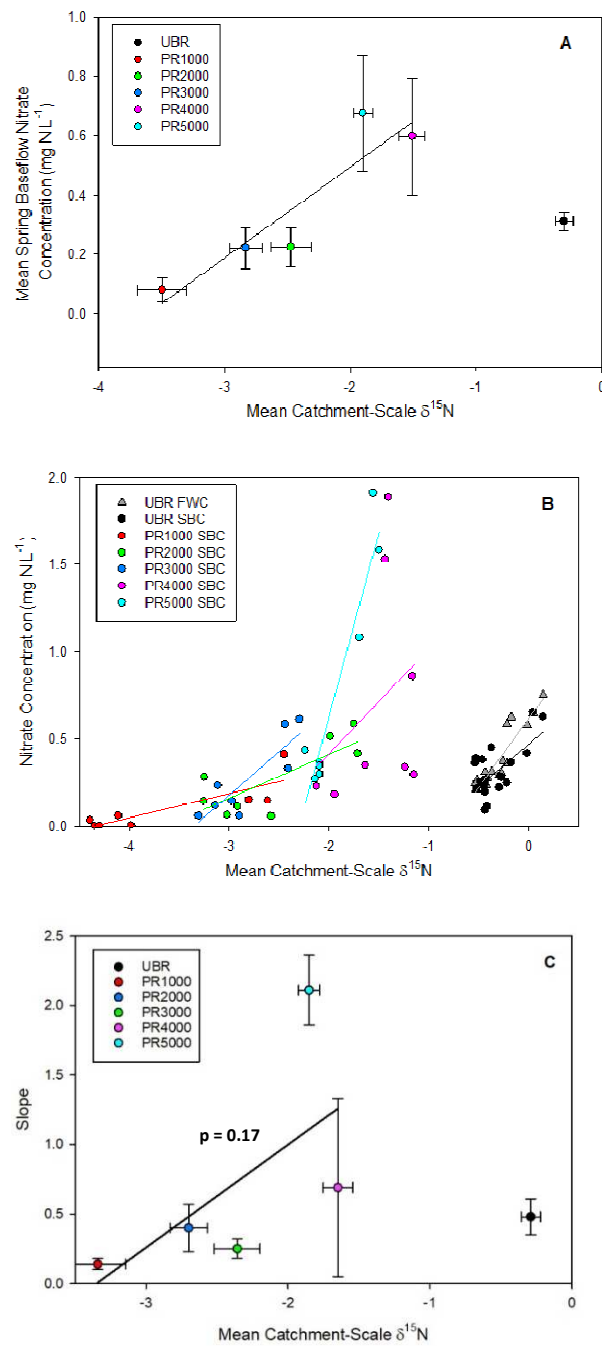 A
UBR
PR1000
PR2000
PR3000
PR4000
PR5000
Mean Spring Baseflow Nitrate
Concentration (mg N L⁻¹)
1.0
0.8
0.6
0.4
0.2
0.0
-4 -3 -2 -1 0
Mean Catchment-Scale δ¹⁵N
B
UBR FWC
UBR SBC
PR1000 SBC
PR2000 SBC
PR3000 SBC
PR4000 SBC
PR5000 SBC
Nitrate Concentration (mg N L⁻¹)
2.0
1.5
1.0
0.5
0.0
-4 -3 -2 -1 0
Mean Catchment-Scale δ¹⁵N
C
UBR
PR1000
PR2000
PR3000
PR4000
PR5000
p = 0.17
Slope
2.5
2.0
1.5
1.0
0.5
0.0
-3 -2 -1 0
Mean Catchment-Scale δ¹⁵N